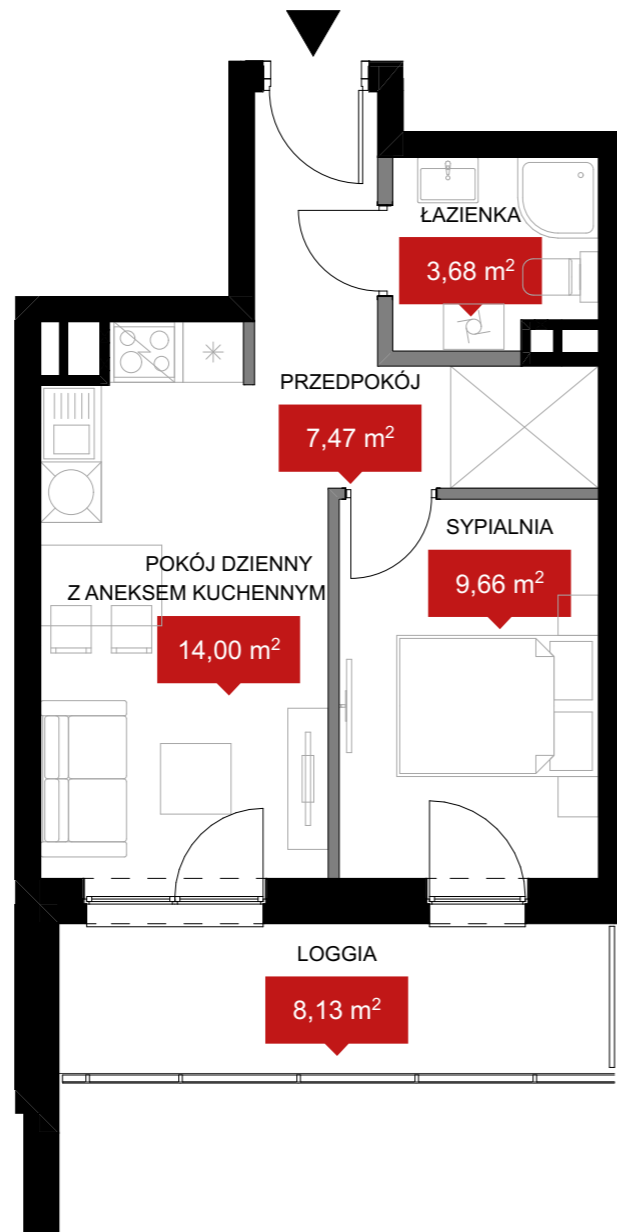 ŁAZIENKA
3,68 m²
PRZEDPOKÓJ
7,47 m²
SYPIALNIA
9,66 m²
POKÓJ DZIENNY
Z ANEKSEM KUCHENNYM
14,00 m²
LOGGIA
8,13 m²